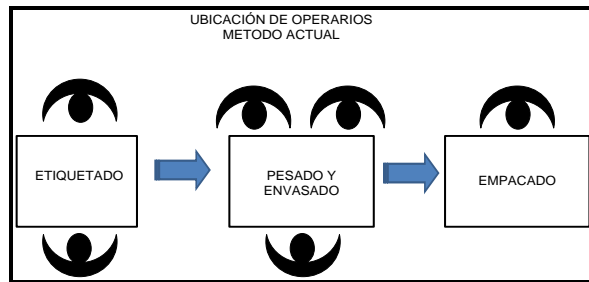 UBICACIÓN DE OPERARIOS
METODO ACTUAL
ETIQUETADO
PESADO Y
ENVASADO
EMPACADO